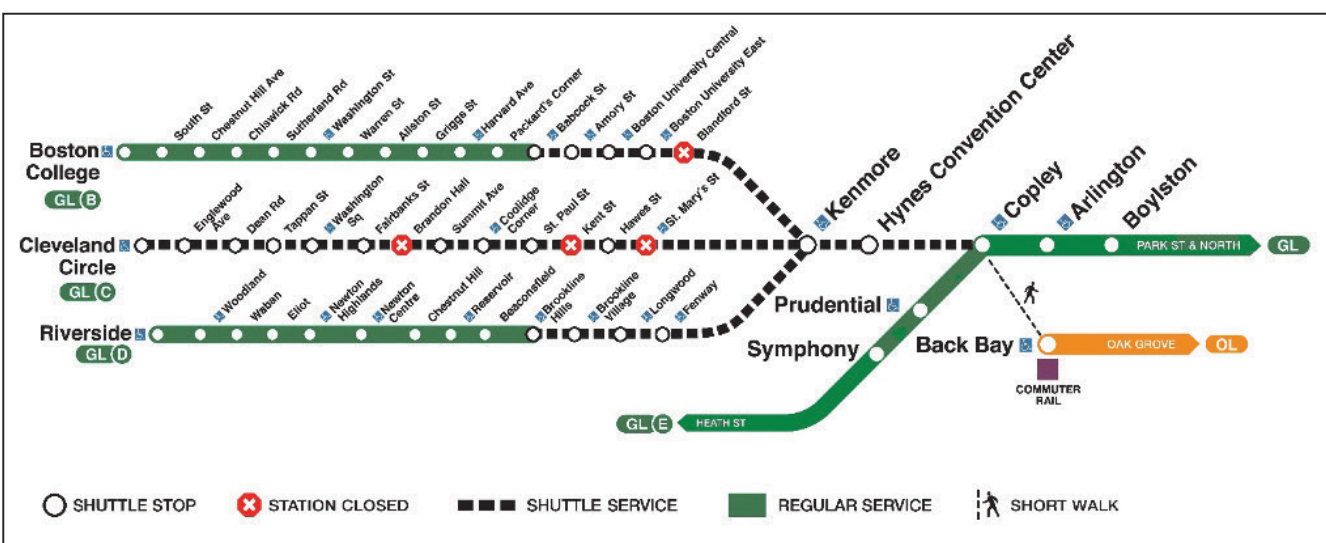 South St
Chestnut Hill Ave
Chiswick Rd
Sutherland Rd
Washington St
Warren St
Allston St
Griggs St
Harvard Ave
Packard's Corner
Babcock St
Amory St
Boston University Central
Boston University East
Blandford St
Boston
College
GL B
Englewood
Ave
Dean Rd
Tappan St
Washington
Sq
Fairbanks St
Brandon Hall
Summit Ave
Coolidge
Corner
St. Paul St
Kent St
Hawes St
St. Mary's St
Kenmore
Hynes Convention Center
Copley
Arlington
Boylston
Cleveland
Circle
GL C
PARK ST & NORTH
GL
Woodland
Waban
Eliot
Newton
Highlands
Newton
Centre
Chestnut Hill
Reservoir
Beaconsfield
Brookline
Hills
Brookline
Village
Longwood
Fenway
Riverside
GL D
Prudential
Symphony
Back Bay
OAK GROVE
OL
COMMUTER
RAIL
GL E
HEATH ST
SHUTTLE STOP
STATION CLOSED
SHUTTLE SERVICE
REGULAR SERVICE
SHORT WALK